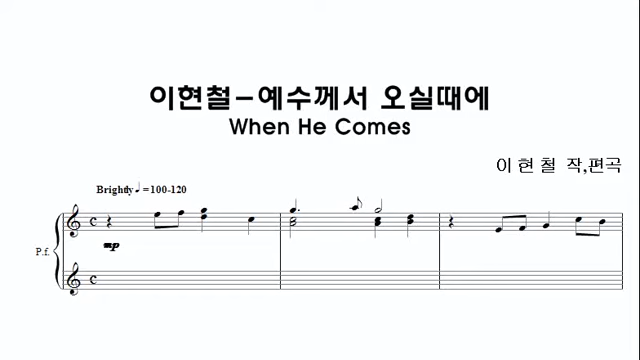 이현철-예수께서 오실때에
When He Comes
이 현 철 작,편곡
Brightly ♩=100-120
P.f.
mp